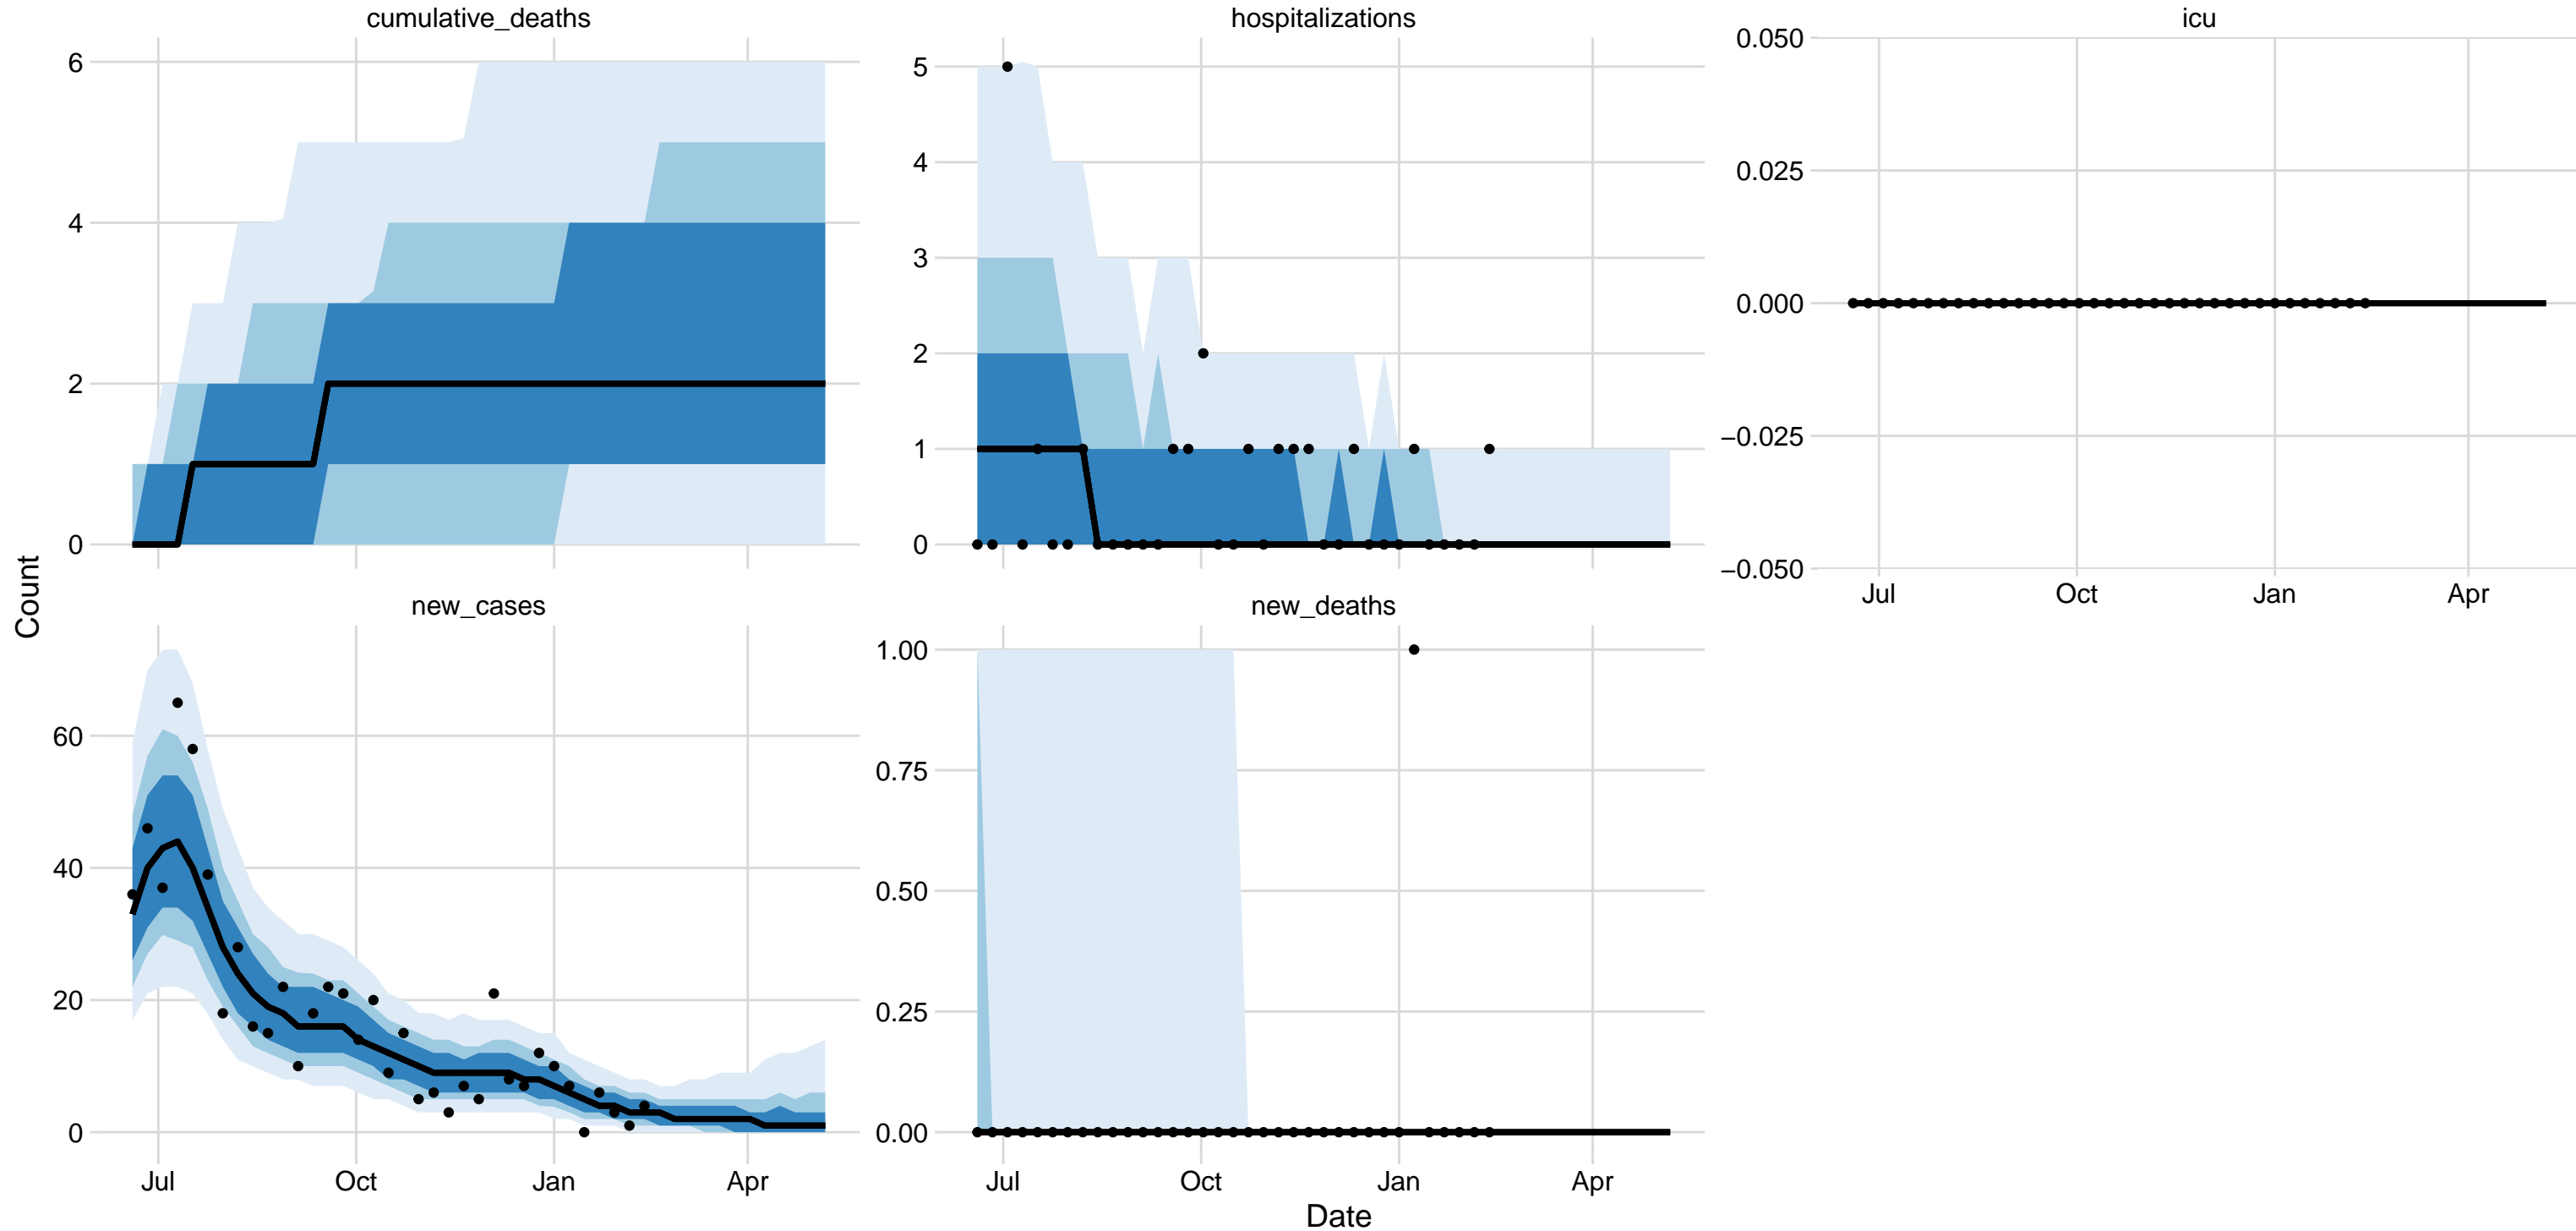 cumulative_deaths
hospitalizations
icu
6
4
2
0
5
4
3
2
1
0
0.050
0.025
0.000
−0.025
−0.050
Jul Oct Jan Apr
Count
new_cases
new_deaths
60
40
20
0
1.00
0.75
0.50
0.25
0.00
Jul Oct Jan Apr
Jul Oct Jan Apr
Date